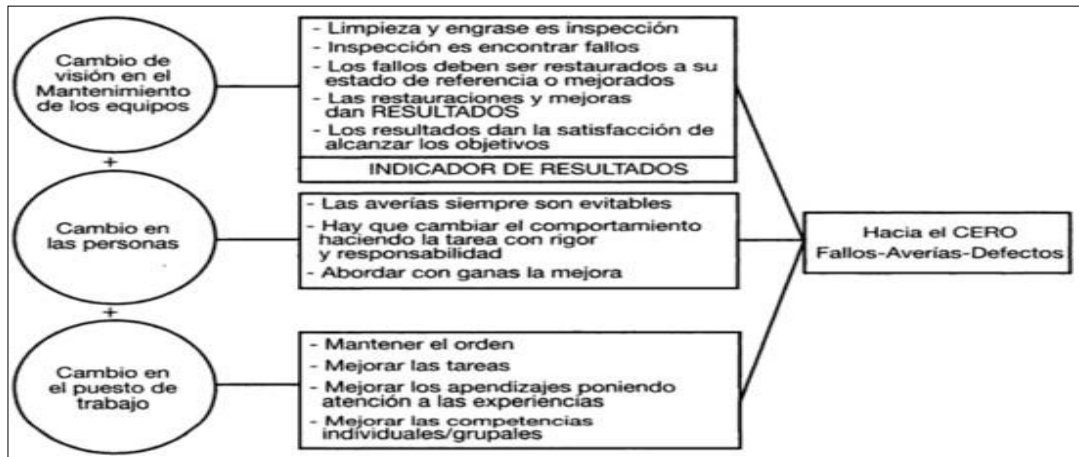 Cambio de
visión en el
Mantenimiento
de los equipos
- Limpieza y engrase es inspección
- Inspección es encontrar fallos
- Los fallos deben ser restaurados a su
estado de referencia o mejorados
- Las restauraciones y mejoras
dan RESULTADOS
- Los resultados dan la satisfacción de
alcanzar los objetivos
INDICADOR DE RESULTADOS
+
Cambio en
las personas
- Las averías siempre son evitables
- Hay que cambiar el comportamiento
haciendo la tarea con rigor
y responsabilidad
- Abordar con ganas la mejora
+
Cambio en
el puesto de
trabajo
- Mantener el orden
- Mejorar las tareas
- Mejorar los apendizajes poniendo
atención a las experiencias
- Mejorar las competencias
individuales/grupales
Hacia el CERO
Fallos-Averías-Defectos